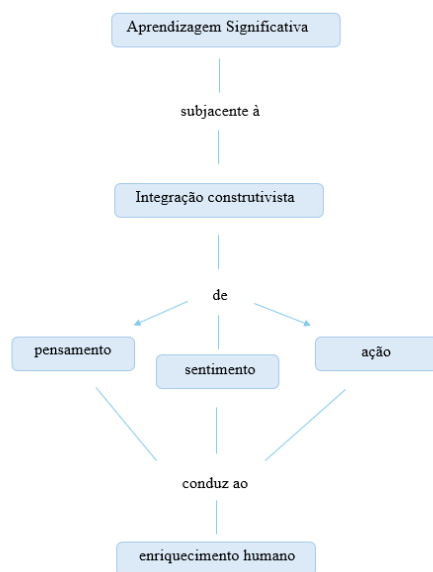 Aprendizagem Significativa
subjacente à
Integração construtivista
de
pensamento
sentimento
ação
conduz ao
enriquecimento humano